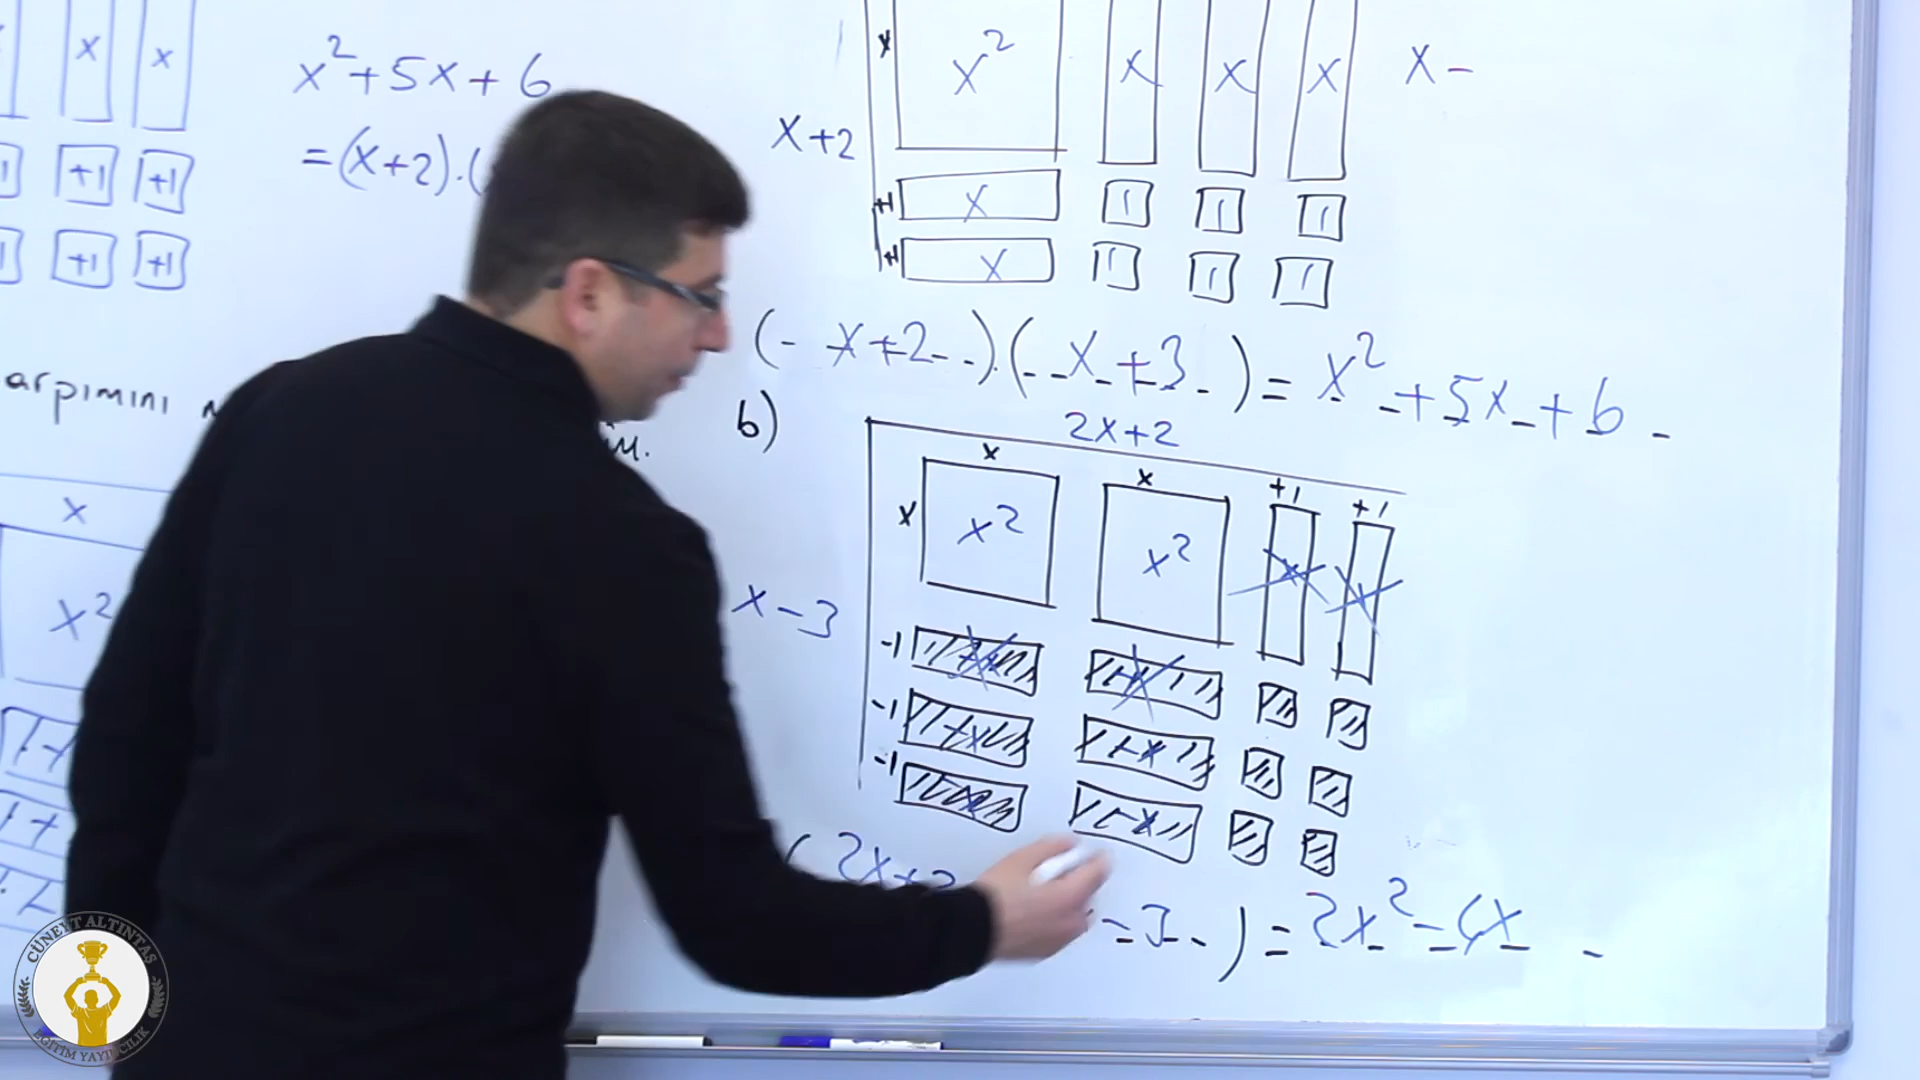 x x
x² + 5x + 6
= (x+2).(
+1 +1
+1 +1
arpımını
x
x²
x x² x x x x -
x+2
+1 x 1 1 1
+1 x 1 1 1
(- x+2--).(--x+3-) = x² + 5x + 6 -
b) 2x+2
x x +1 +1
x x² x² x x
x-3
-1 -x -x
-1 -x -x
-1 -x -x
( 2x+2
-3--) = 2x² - 4x -
CÜNEYT ALTINTAŞ
EĞİTİM YAYINCILIK